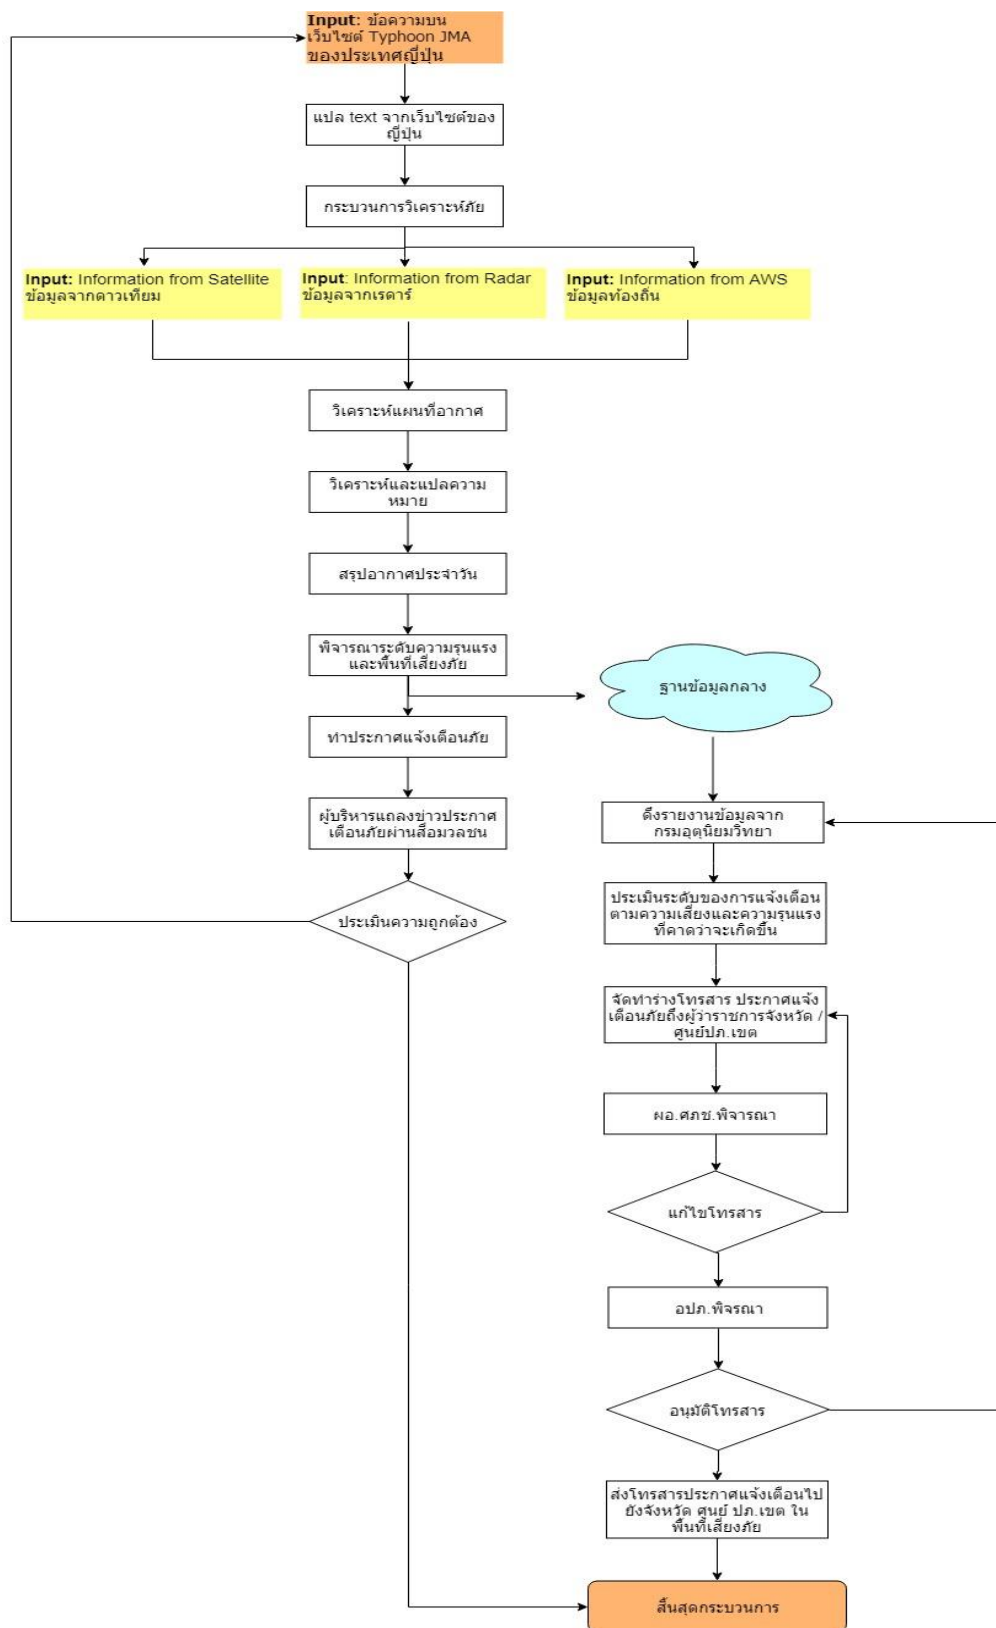 Input: ข้อความบน
เว็บไซต์ Typhoon JMA
ของประเทศญี่ปุ่น
แปล text จากเว็บไซต์ของ
ญี่ปุ่น
กระบวนการวิเคราะห์ภัย
Input: Information from Satellite
ข้อมูลจากดาวเทียม
Input: Information from Radar
ข้อมูลจากเรดาร์
Input: Information from AWS
ข้อมูลท้องถิ่น
วิเคราะห์แผนที่อากาศ
วิเคราะห์และแปลความ
หมาย
สรุปอากาศประจำวัน
พิจารณาระดับความรุนแรง
และพื้นที่เสี่ยงภัย
ฐานข้อมูลกลาง
ทำประกาศแจ้งเตือนภัย
ผู้บริหารแถลงข่าวประกาศ
เตือนภัยผ่านสื่อมวลชน
ประเมินความถูกต้อง
ดึงรายงานข้อมูลจาก
กรมอุตุนิยมวิทยา
ประเมินระดับของการแจ้งเตือน
ตามความเสี่ยงและความรุนแรง
ที่คาดว่าจะเกิดขึ้น
จัดทำร่างโทรสาร ประกาศแจ้ง
เตือนภัยถึงผู้ว่าราชการจังหวัด /
ศูนย์ปภ.เขต
ผอ.ศภช.พิจารณา
แก้ไขโทรสาร
อปภ.พิจรณา
อนุมัติโทรสาร
ส่งโทรสารประกาศแจ้งเตือนไป
ยังจังหวัด ศูนย์ ปภ.เขต ใน
พื้นที่เสี่ยงภัย
สิ้นสุดกระบวนการ